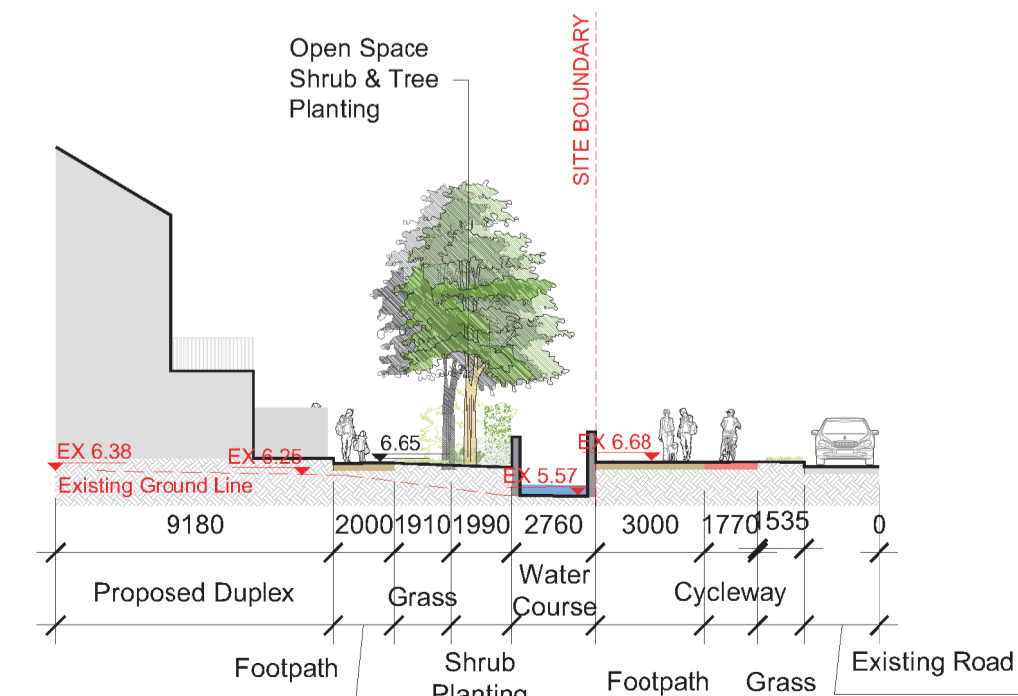 Open Space
Shrub & Tree
Planting
SITE BOUNDARY
EX 6.38
EX 6.25
6.65
EX 5.57
EX 6.68
Existing Ground Line
9180
2000
1910
1990
2760
3000
1770
1535
0
Proposed Duplex
Grass
Water
Course
Cycleway
Footpath
Shrub
Planting
Footpath
Grass
Existing Road